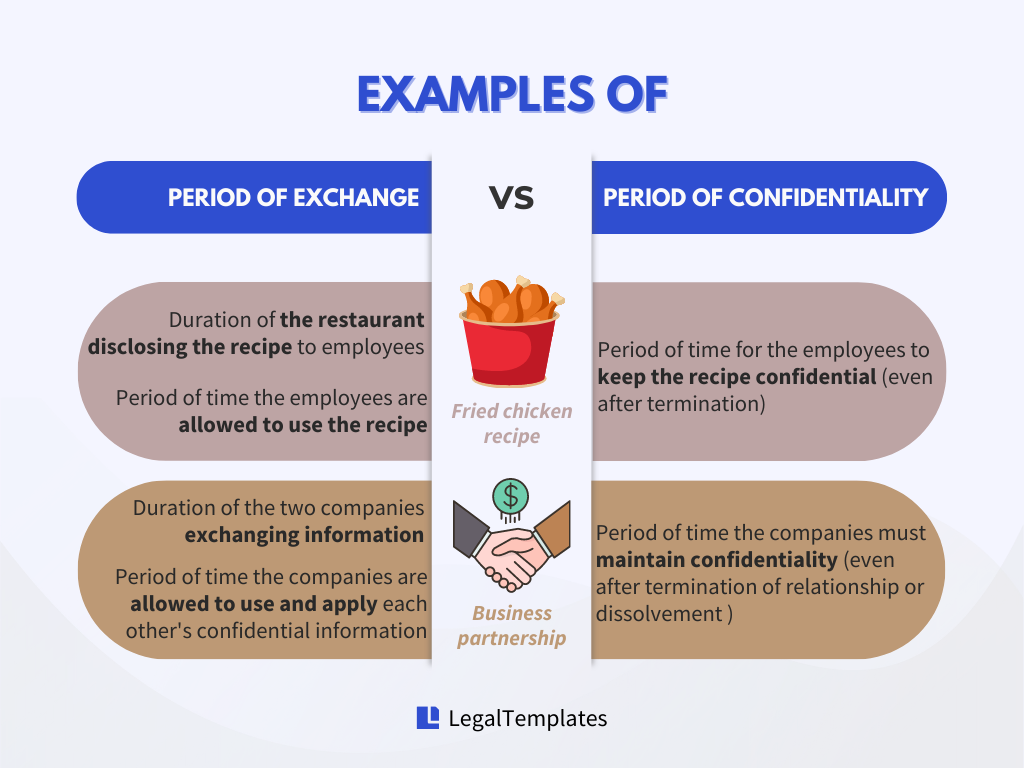 EXAMPLES OF
PERIOD OF EXCHANGE
VS
PERIOD OF CONFIDENTIALITY
Duration of the restaurant
disclosing the recipe to employees
Period of time the employees are
allowed to use the recipe
Fried chicken
recipe
Period of time for the employees to
keep the recipe confidential (even
after termination)
Duration of the two companies
exchanging information
Period of time the companies are
allowed to use and apply each
other's confidential information
$
Business
partnership
Period of time the companies must
maintain confidentiality (even
after termination of relationship or
dissolvement )
LegalTemplates